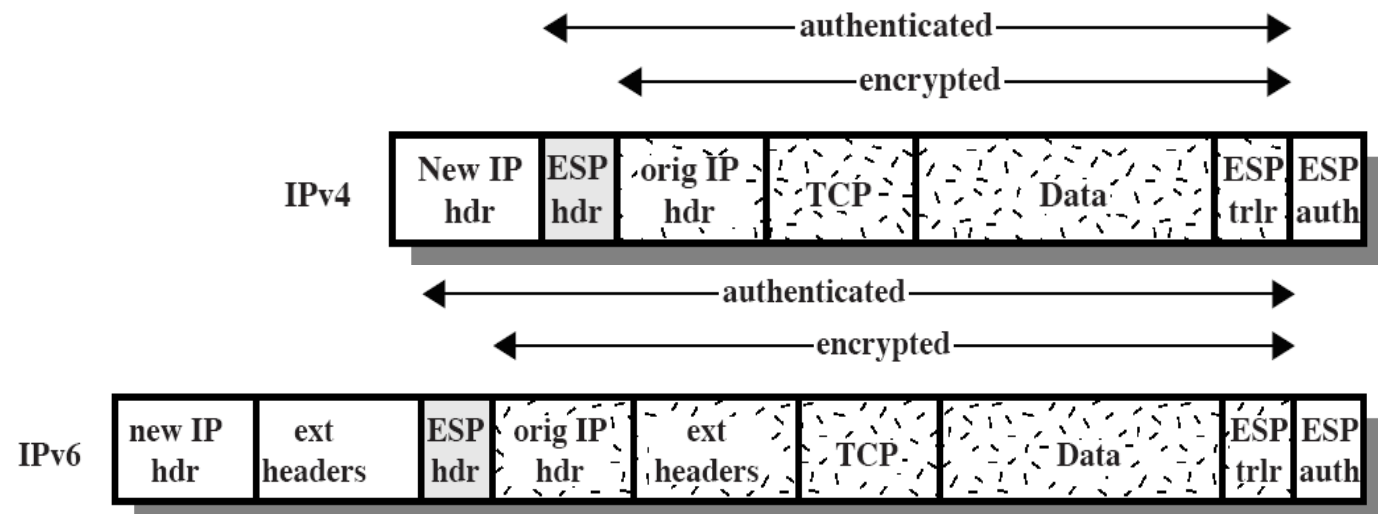 authenticated
encrypted
IPv4
New IP
hdr
ESP
hdr
orig IP
hdr
TCP
Data
ESP
trlr
ESP
auth
authenticated
encrypted
IPv6
new IP
hdr
ext
headers
ESP
hdr
orig IP
hdr
ext
headers
TCP
Data
ESP
trlr
ESP
auth